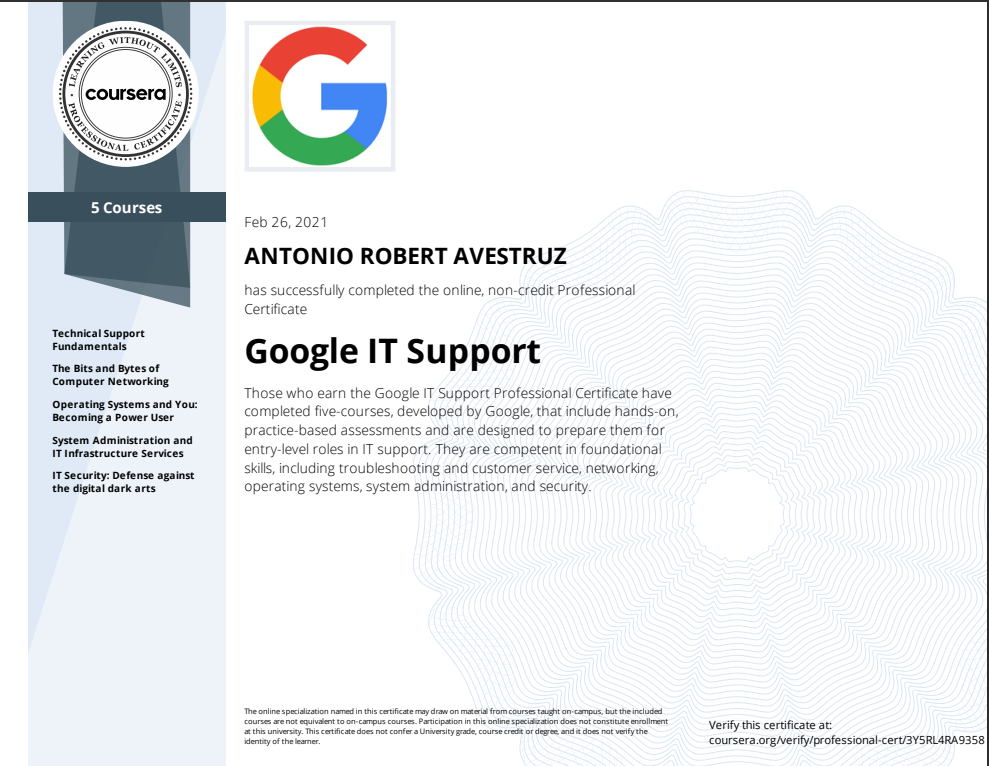 LEARNING WITHOUT LIMITS
coursera
PROFESSIONAL CERTIFICATE
5 Courses
Technical Support
Fundamentals
The Bits and Bytes of
Computer Networking
Operating Systems and You:
Becoming a Power User
System Administration and
IT Infrastructure Services
IT Security: Defense against
the digital dark arts
Feb 26, 2021
ANTONIO ROBERT AVESTRUZ
has successfully completed the online, non-credit Professional
Certificate
Google IT Support
Those who earn the Google IT Support Professional Certificate have
completed five-courses, developed by Google, that include hands-on,
practice-based assessments and are designed to prepare them for
entry-level roles in IT support. They are competent in foundational
skills, including troubleshooting and customer service, networking,
operating systems, system administration, and security.
The online specialization named in this certificate may draw on material from courses taught on-campus, but the included
courses are not equivalent to on-campus courses. Participation in this online specialization does not constitute enrollment
at this university. This certificate does not confer a University grade, course credit or degree, and it does not verify the
identity of the learner.
Verify this certificate at:
coursera.org/verify/professional-cert/3Y5RL4RA9358